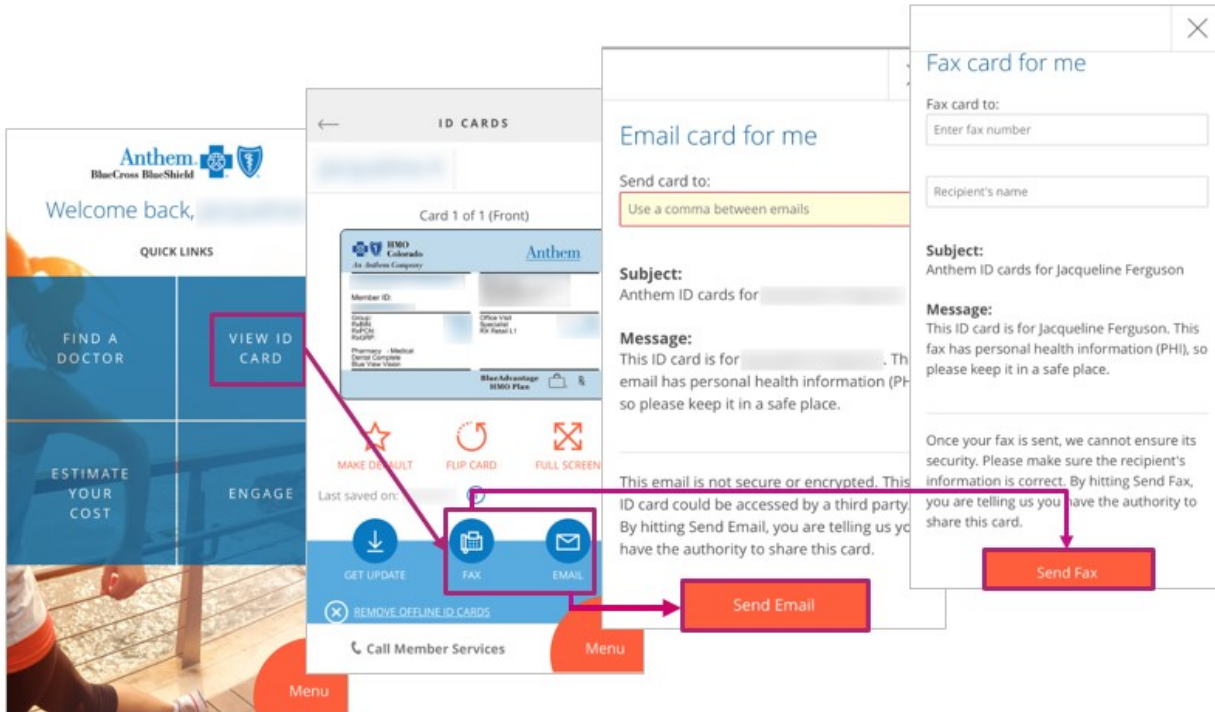 Anthem.
BlueCross BlueShield
Welcome back,
QUICK LINKS
FIND A
DOCTOR
VIEW ID
CARD
ESTIMATE
YOUR
COST
ENGAGE
Menu
ID CARDS
Card 1 of 1 (Front)
HMO
Colorado
An Anthem Company
Anthem
Member ID:
Group:
RxBIN:
RxPCN:
RxGRP:
Office Visit
Specialist
RX Retail L1
Pharmacy - Medical
Dental Complete
Blue View Vision
BlueAdvantage
HMO Plan
MAKE DEFAULT
FLIP CARD
FULL SCREEN
Last saved on:
GET UPDATE
FAX
EMAIL
REMOVE OFFLINE ID CARDS
Call Member Services
Menu
Email card for me
Send card to:
Use a comma between emails
Subject:
Anthem ID cards for
Message:
This ID card is for . Th
email has personal health information (PH
so please keep it in a safe place.
This email is not secure or encrypted. This
ID card could be accessed by a third party.
By hitting Send Email, you are telling us yo
have the authority to share this card.
Send Email
Fax card for me
Fax card to:
Enter fax number
Recipient's name
Subject:
Anthem ID cards for Jacqueline Ferguson
Message:
This ID card is for Jacqueline Ferguson. This
fax has personal health information (PHI), so
please keep it in a safe place.
Once your fax is sent, we cannot ensure its
security. Please make sure the recipient's
information is correct. By hitting Send Fax,
you are telling us you have the authority to
share this card.
Send Fax